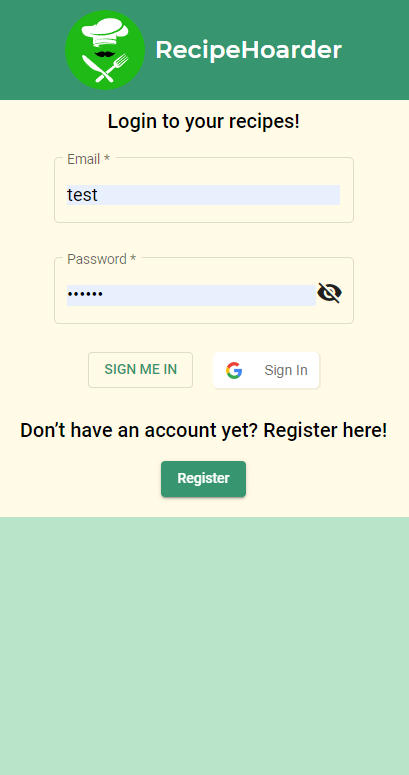 RecipeHoarder
Login to your recipes!
Email *
test
Password *
••••••
SIGN ME IN
Sign In
Don't have an account yet? Register here!
Register